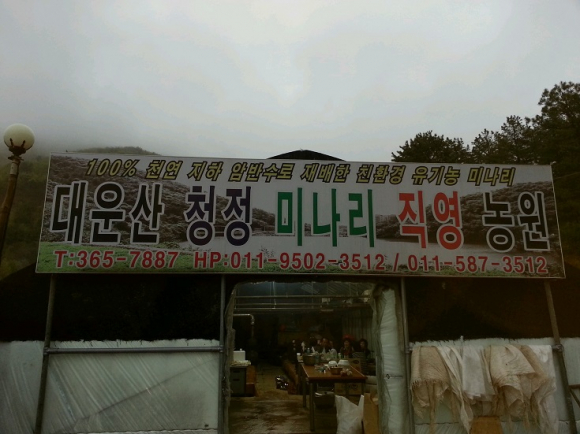 100% 천연 지하 암반수로 재배한 친환경 유기농 미나리
대운산 청정 미나리 직영 농원
T:365-7887 HP:011-9502-3512 / 011-587-3512